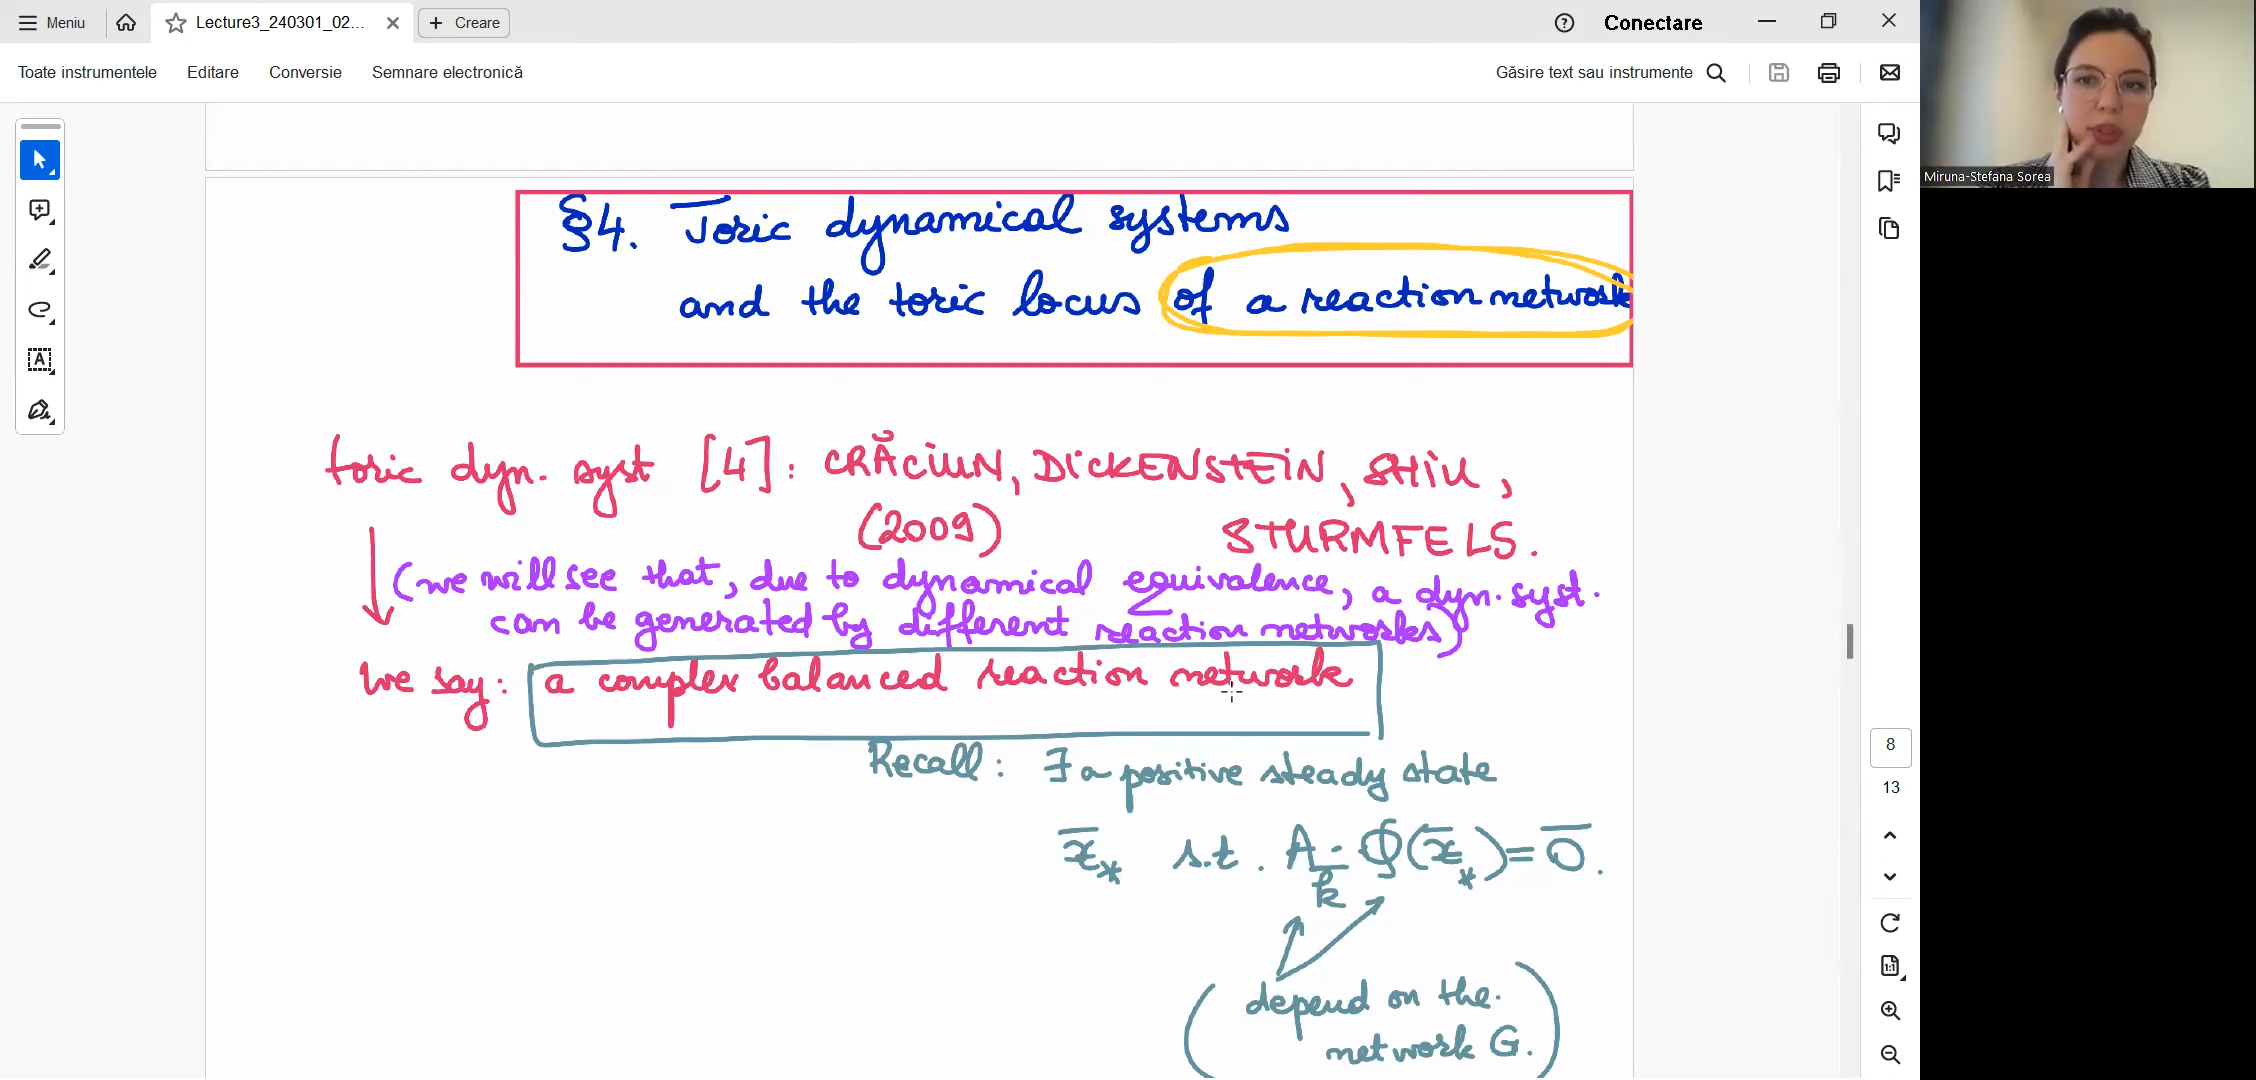 Meniu
Lecture3_240301_02...
Creare
Conectare
Toate instrumentele Editare Conversie Semnare electronică
Găsire text sau instrumente
Miruna-Stefana Sorea
§4. Toric dynamical systems
and the toric locus of a reaction network
toric dyn. syst [4]: CRĂCIUN, DICKENSTEIN, SHIU,
(2009) STURMFELS.
(we will see that, due to dynamical equivalence, a dyn. syst.
can be generated by different reaction networks)
We say: a complex balanced reaction network
Recall: ∃ a positive steady state
x̅_* s.t. A_k · Φ(x̅_*) = 0̅.
(depend on the
network G.)
8
13